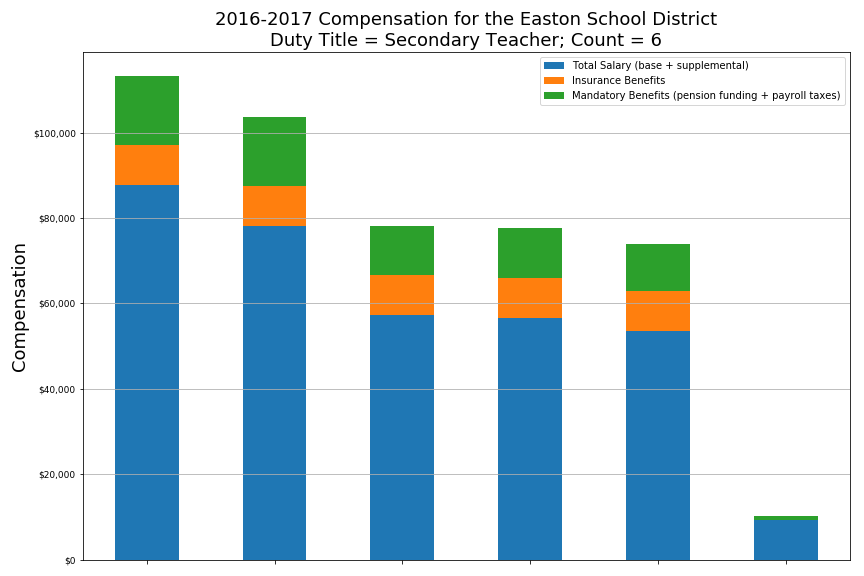 2016-2017 Compensation for the Easton School District
Duty Title = Secondary Teacher; Count = 6
Total Salary (base + supplemental)
Insurance Benefits
Mandatory Benefits (pension funding + payroll taxes)
$100,000
$80,000
$60,000
$40,000
$20,000
$0
Compensation